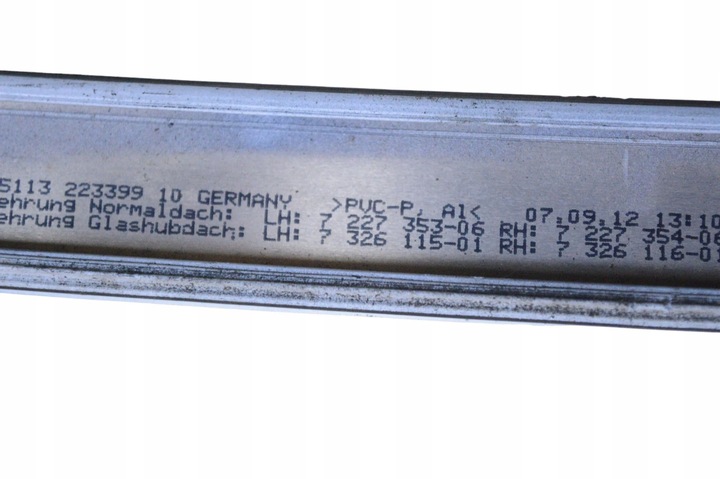 5113 223399 10 GERMANY >PVC-P, Al< 07.09.12 13:10
ehrung Normaldach: LH: 7 227 353-06 RH: 7 227 354-06
ehrung Glashubdach: LH: 7 326 115-01 RH: 7 326 116-01